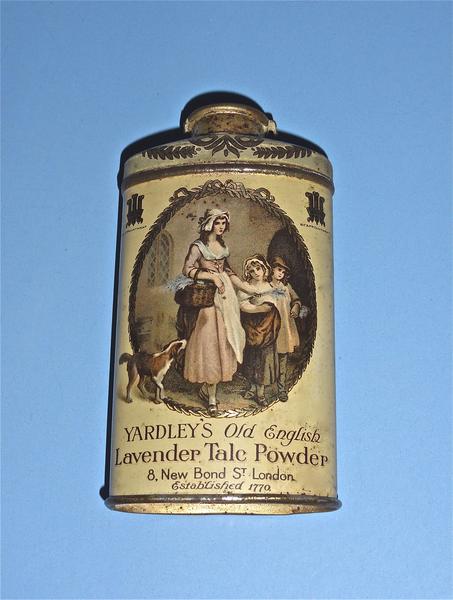 YARDLEY'S Old English
Lavender Talc Powder
8, New Bond ST. London
Established 1770.